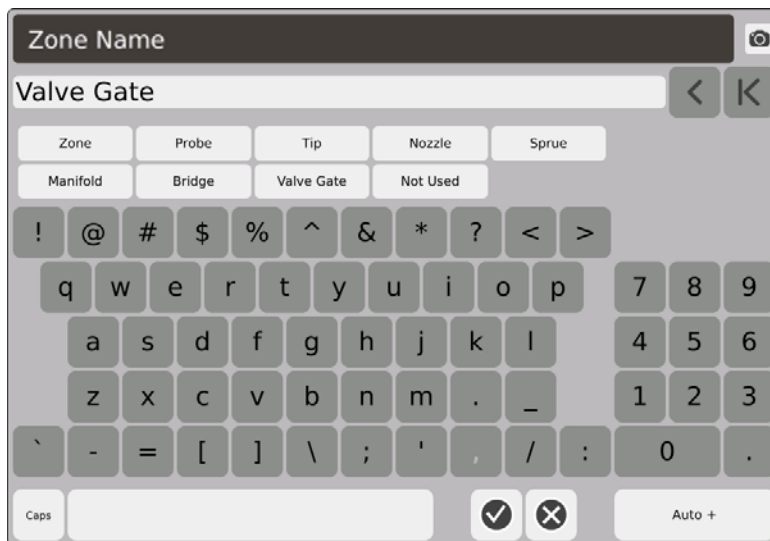 Zone Name
Valve Gate
Zone Probe Tip Nozzle Sprue
Manifold Bridge Valve Gate Not Used
! @ # $ % ^ & * ? < >
q w e r t y u i o p 7 8 9
a s d f g h j k l 4 5 6
z x c v b n m . _ 1 2 3
` - = [ ] \ ; ' , / : 0 .
Caps Auto +